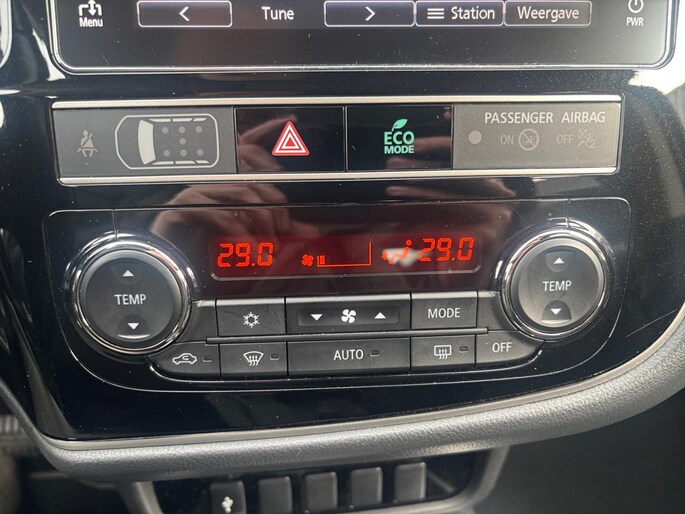 Menu
< Tune > Station Weergave
PWR
PASSENGER AIRBAG
ON OFF
ECO
MODE
29.0 29.0
TEMP
TEMP
MODE
AUTO
OFF